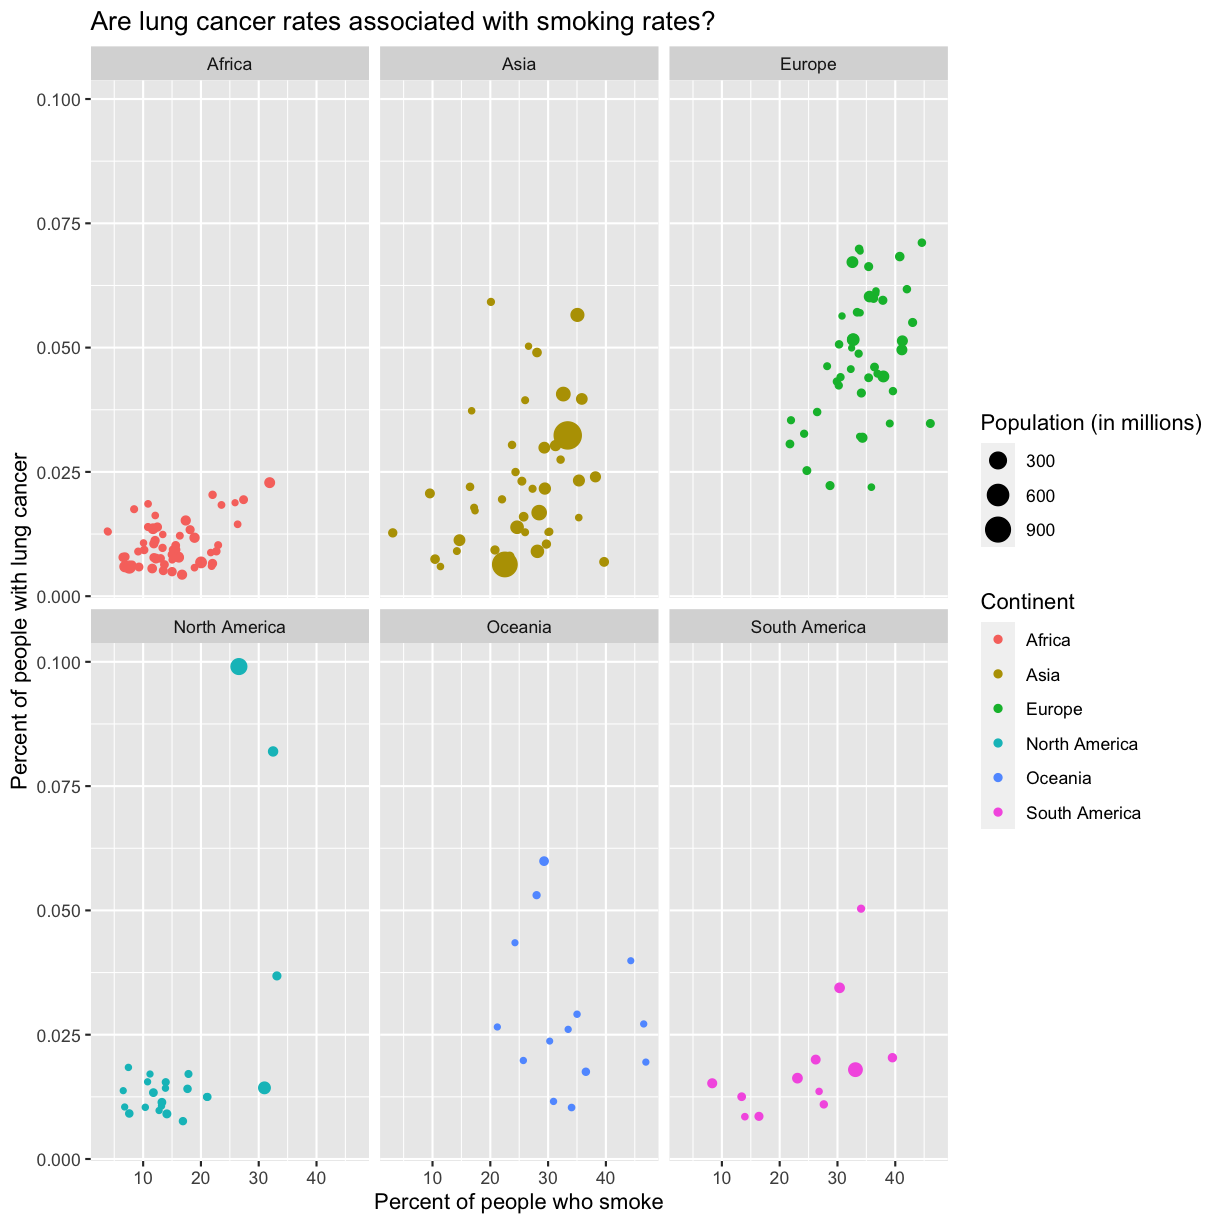 Are lung cancer rates associated with smoking rates?
Africa
Asia
Europe
0.100
0.075
0.050
0.025
0.000
North America
Oceania
South America
0.100
0.075
0.050
0.025
0.000
10 20 30 40
10 20 30 40
10 20 30 40
Percent of people who smoke
Percent of people with lung cancer
Population (in millions)
300
600
900
Continent
Africa
Asia
Europe
North America
Oceania
South America